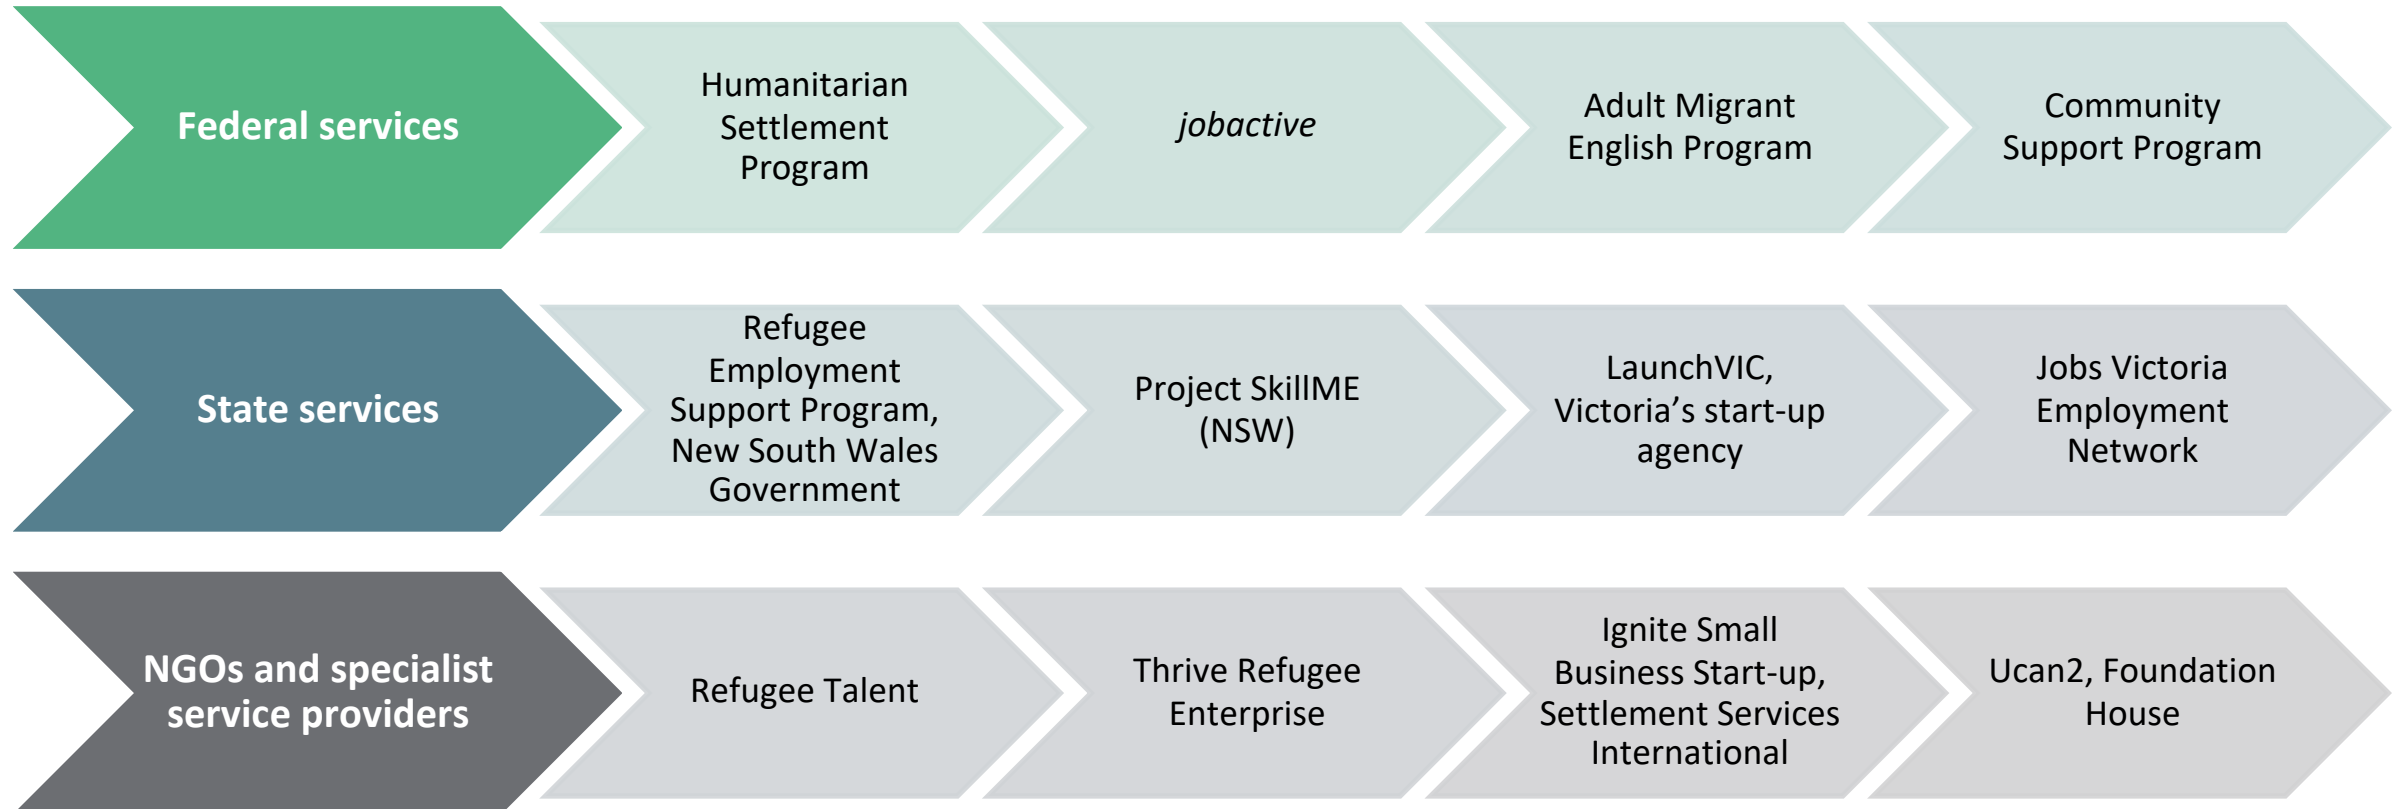 Federal services
Humanitarian
Settlement
Program
jobactive
Adult Migrant
English Program
Community
Support Program
State services
Refugee
Employment
Support Program,
New South Wales
Government
Project SkillME
(NSW)
LaunchVIC,
Victoria’s start-up
agency
Jobs Victoria
Employment
Network
NGOs and specialist
service providers
Refugee Talent
Thrive Refugee
Enterprise
Ignite Small
Business Start-up,
Settlement Services
International
Ucan2, Foundation
House